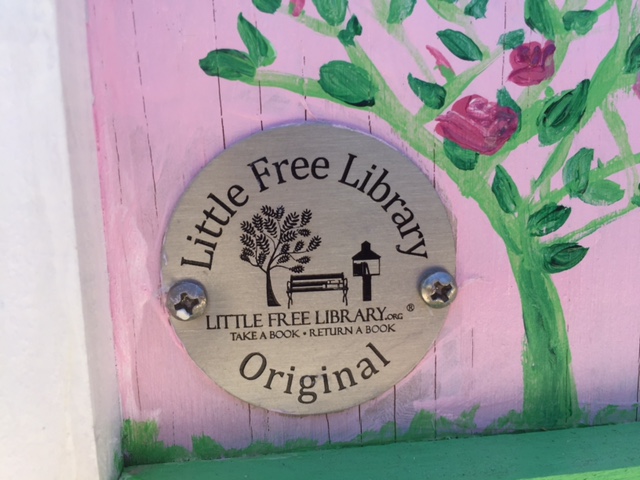 Little Free Library
LITTLE FREE LIBRARY.ORG ®
TAKE A BOOK • RETURN A BOOK
Original